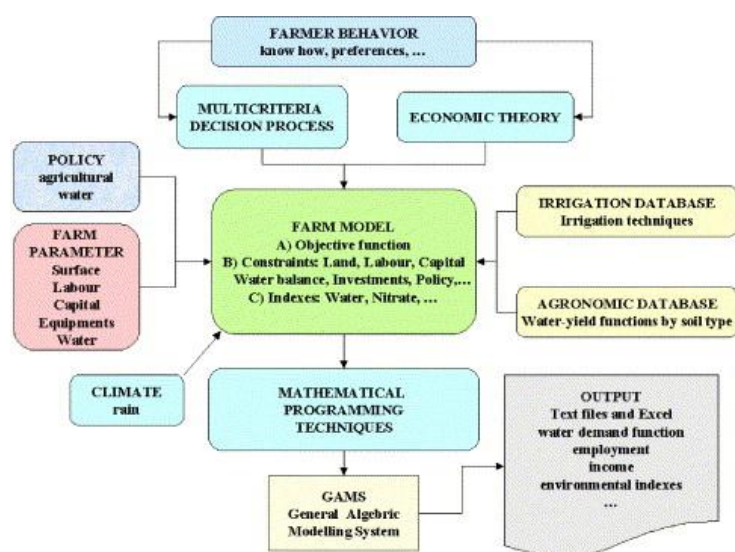 FARMER BEHAVIOR
know how, preferences, ...
MULTICRITERIA
DECISION PROCESS
ECONOMIC THEORY
POLICY
agricultural
water
FARM
PARAMETER
Surface
Labour
Capital
Equipments
Water
FARM MODEL
A) Objective function
B) Constraints: Land, Labour, Capital
Water balance, Investments, Policy,...
C) Indexes: Water, Nitrate, ...
IRRIGATION DATABASE
Irrigation techniques
AGRONOMIC DATABASE
Water-yield functions by soil type
CLIMATE
rain
MATHEMATICAL
PROGRAMMING
TECHNIQUES
GAMS
General Algebric
Modelling System
OUTPUT
Text files and Excel
water demand function
employment
income
environmental indexes
...